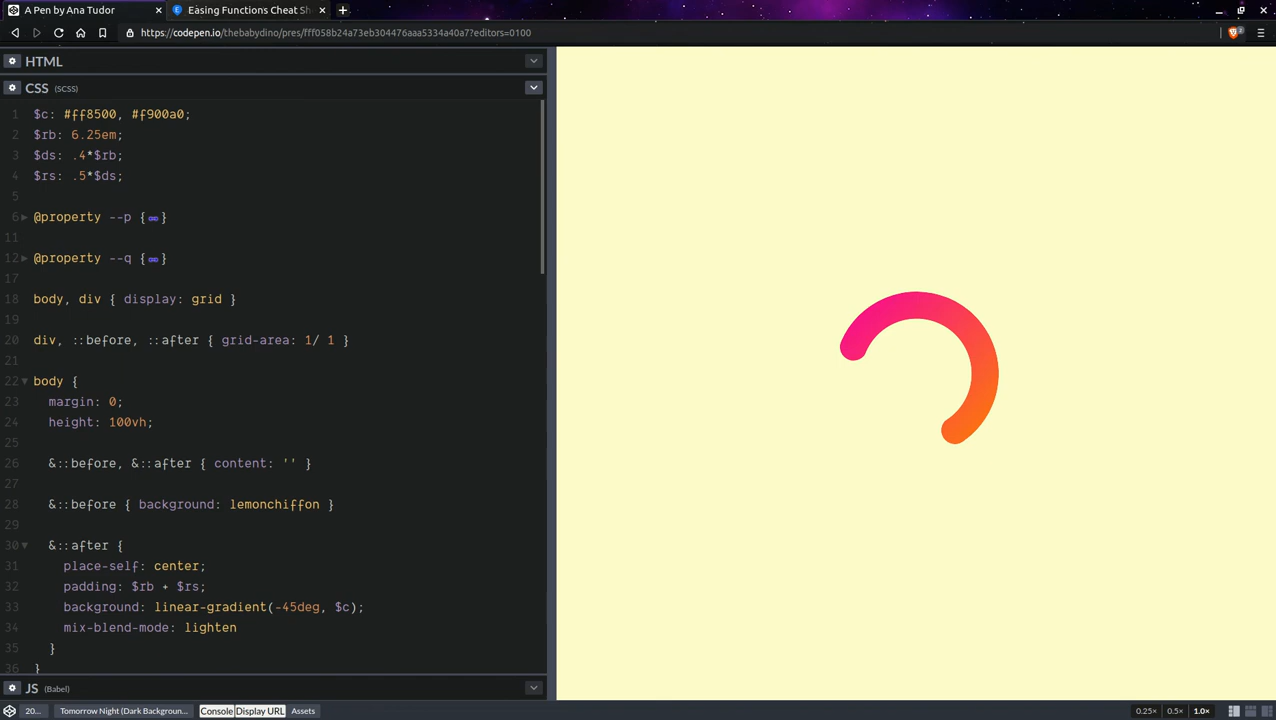 A Pen by Ana Tudor
Easing Functions Cheat Sh
https://codepen.io/thebabydino/pres/fff058b24a73eb304476aaa5334a40a7?editors=0100
2
HTML
CSS (SCSS)
1 $c: #ff8500, #f900a0;
2 $rb: 6.25em;
3 $ds: .4*$rb;
4 $rs: .5*$ds;
5
6 @property --p {}
11
12 @property --q {}
17
18 body, div { display: grid }
19
20 div, ::before, ::after { grid-area: 1/ 1 }
21
22 body {
23 margin: 0;
24 height: 100vh;
25
26 &::before, &::after { content: '' }
27
28 &::before { background: lemonchiffon }
29
30 &::after {
31 place-self: center;
32 padding: $rb + $rs;
33 background: linear-gradient(-45deg, $c);
34 mix-blend-mode: lighten
35 }
36 }
JS (Babel)
20... Tomorrow Night (Dark Backgroun... Console Display URL Assets 0.25× 0.5× 1.0×